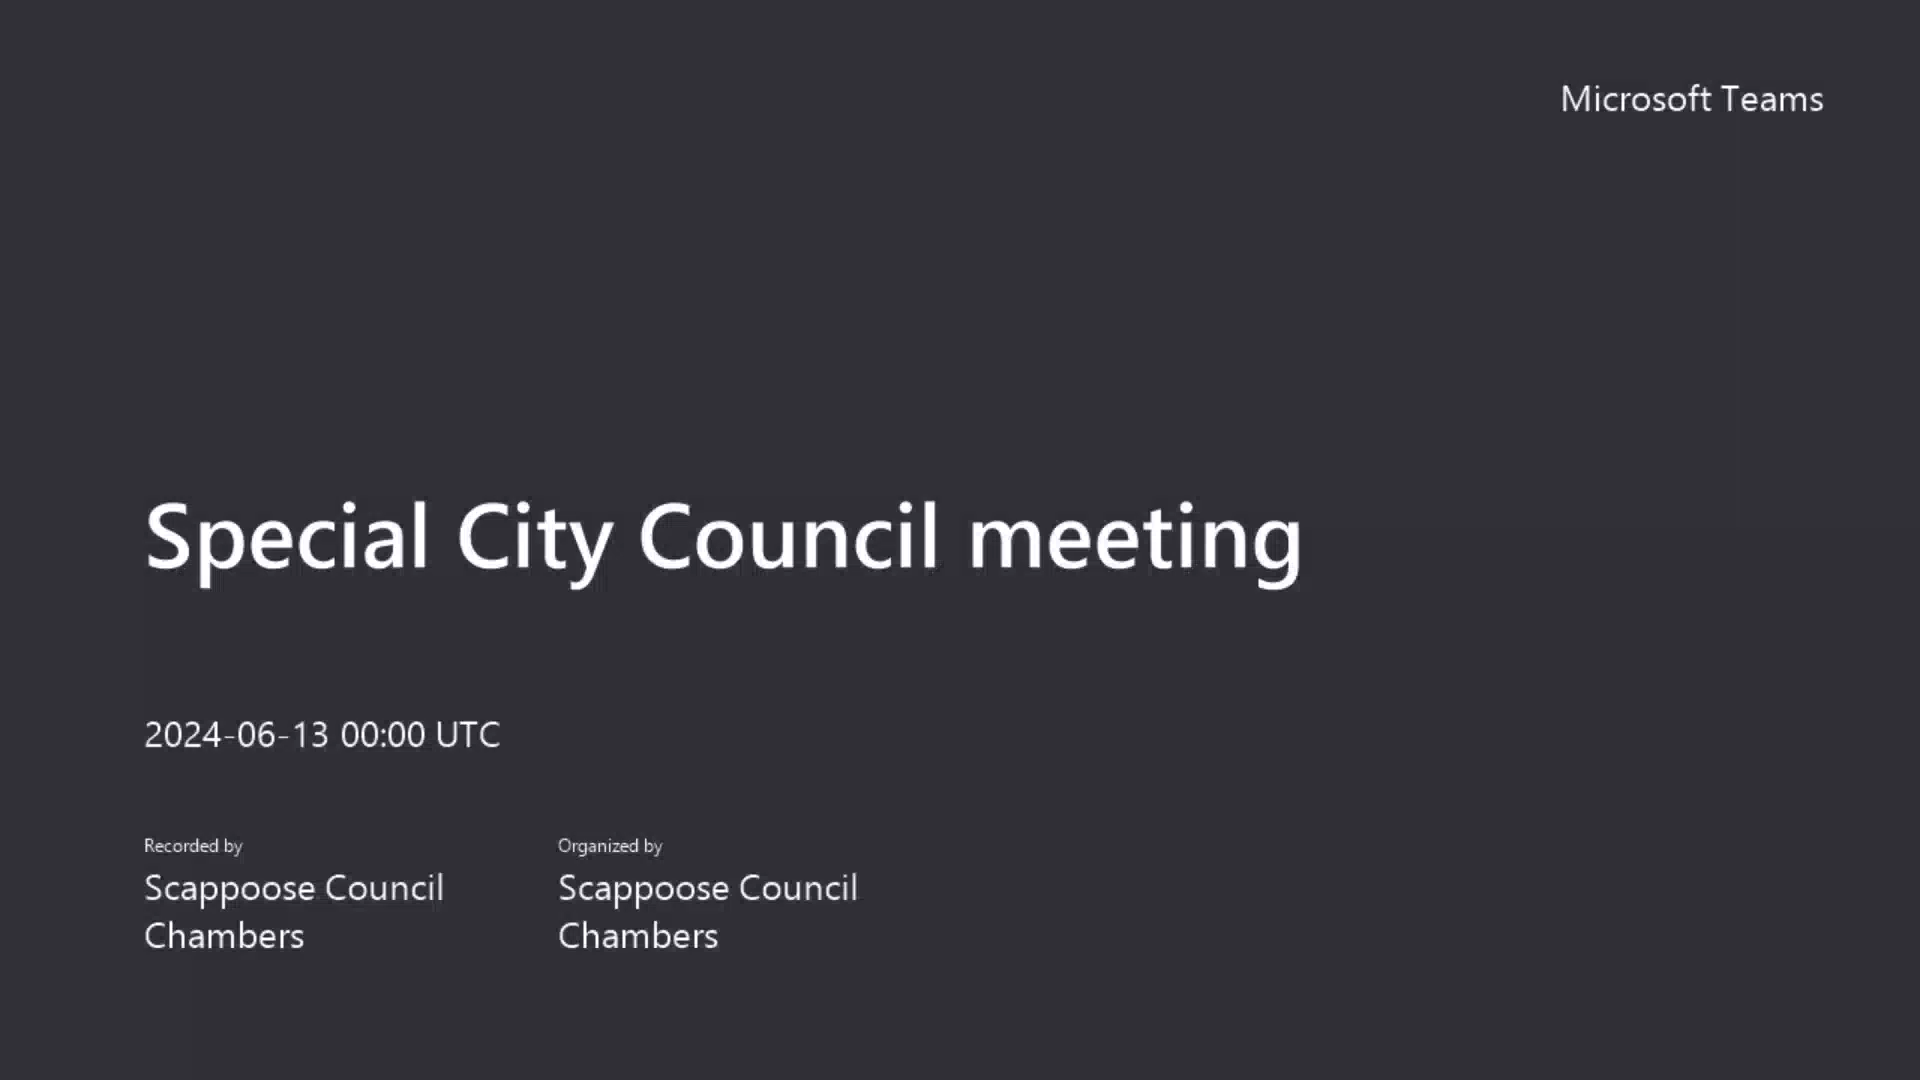 Microsoft Teams
Special City Council meeting
2024-06-13 00:00 UTC
Recorded by
Scappoose Council
Chambers
Organized by
Scappoose Council
Chambers